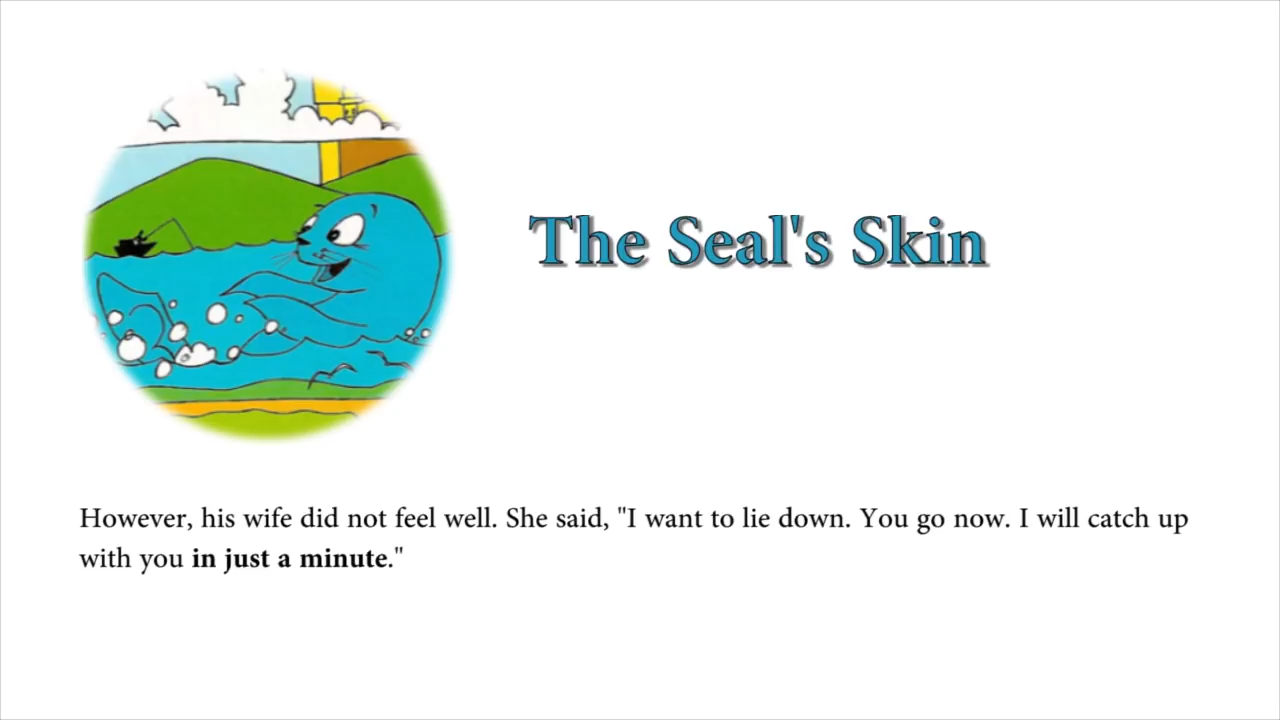 The Seal's Skin
However, his wife did not feel well. She said, "I want to lie down. You go now. I will catch up
with you in just a minute."